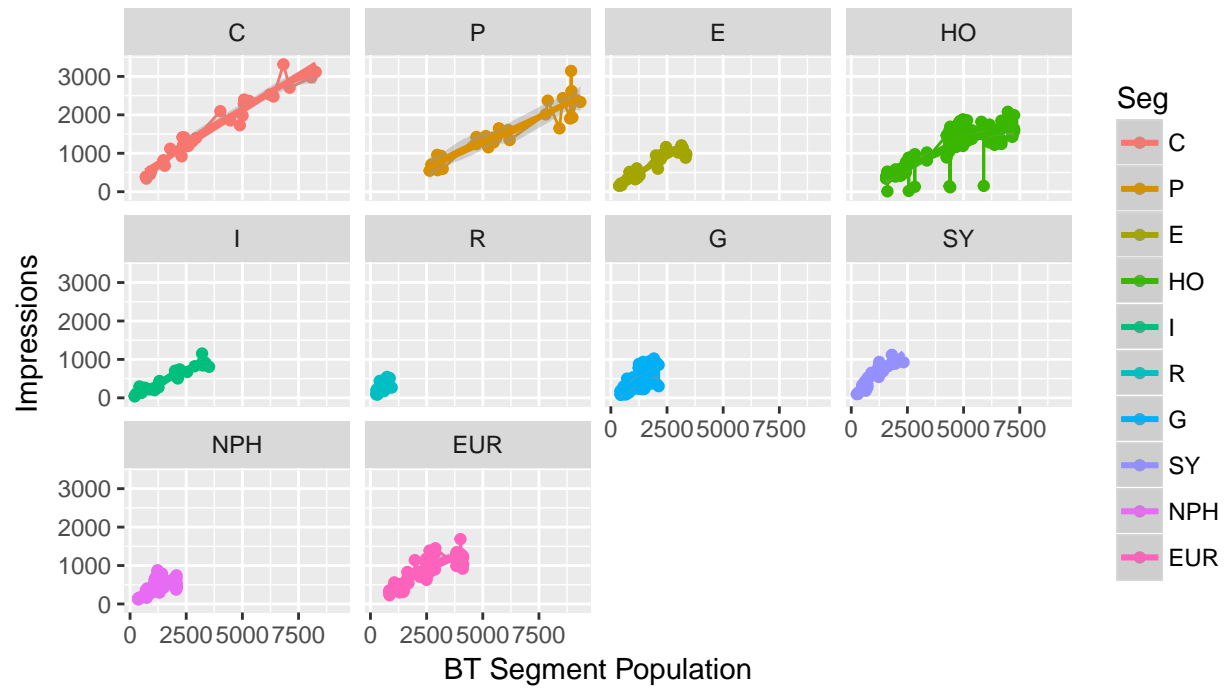 C P E HO
3000
2000
1000
0
I R G SY
3000
2000
1000
0
0 2500 5000 7500 0 2500 5000 7500
NPH EUR
3000
2000
1000
0
0 2500 5000 7500 0 2500 5000 7500
BT Segment Population
Impressions
Seg
C
P
E
HO
I
R
G
SY
NPH
EUR